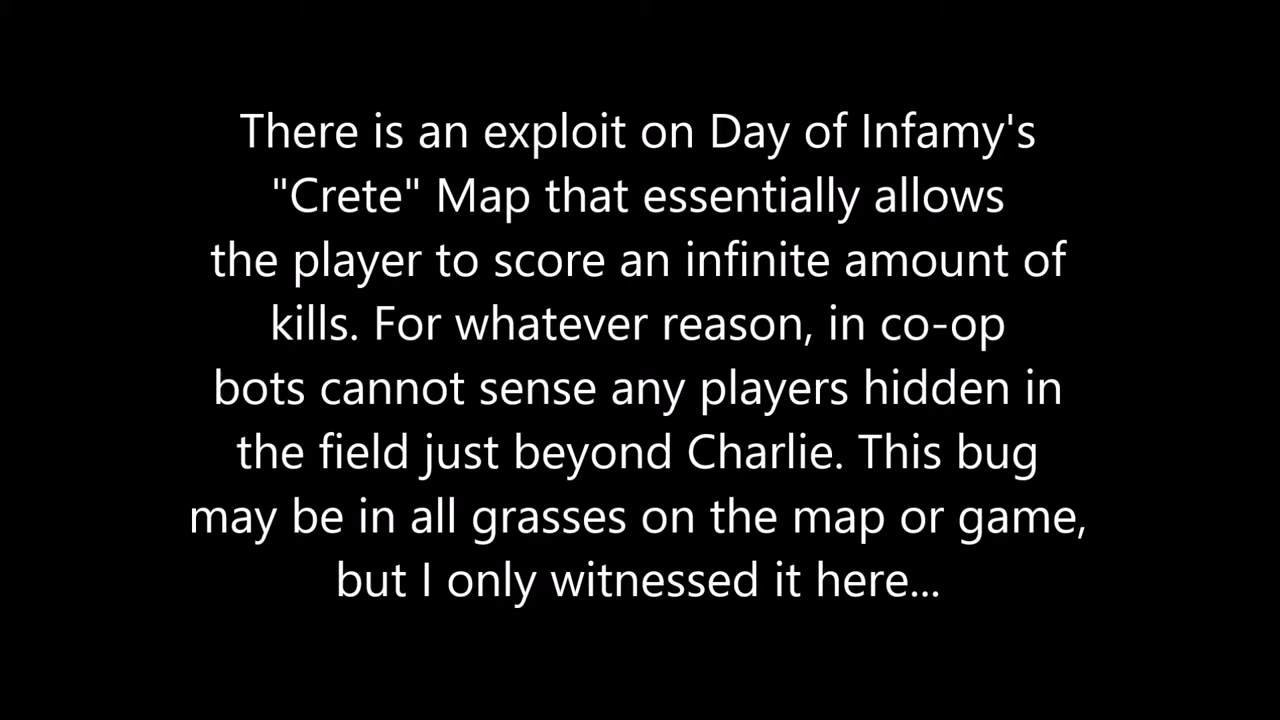 There is an exploit on Day of Infamy's
"Crete" Map that essentially allows
the player to score an infinite amount of
kills. For whatever reason, in co-op
bots cannot sense any players hidden in
the field just beyond Charlie. This bug
may be in all grasses on the map or game,
but I only witnessed it here...